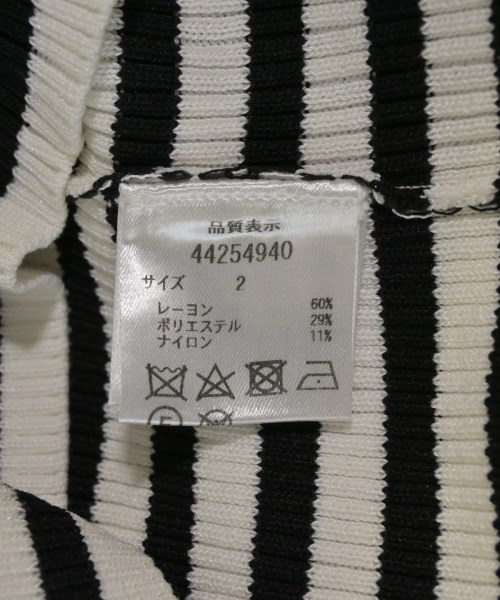 品質表示
44254940
サイズ 2
レーヨン 60%
ポリエステル 29%
ナイロン 11%